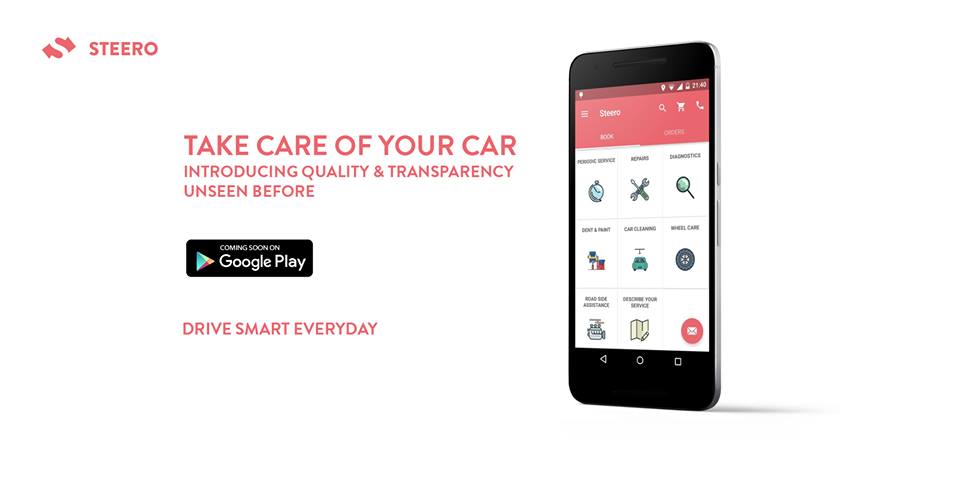 STEERO
TAKE CARE OF YOUR CAR
INTRODUCING QUALITY & TRANSPARENCY
UNSEEN BEFORE
COMING SOON ON
Google Play
DRIVE SMART EVERYDAY
21:40
Steero
BOOK
ORDERS
PERIODIC SERVICE
REPAIRS
DIAGNOSTICS
DENT & PAINT
CAR CLEANING
WHEEL CARE
ROAD SIDE
ASSISTANCE
DESCRIBE YOUR
SERVICE